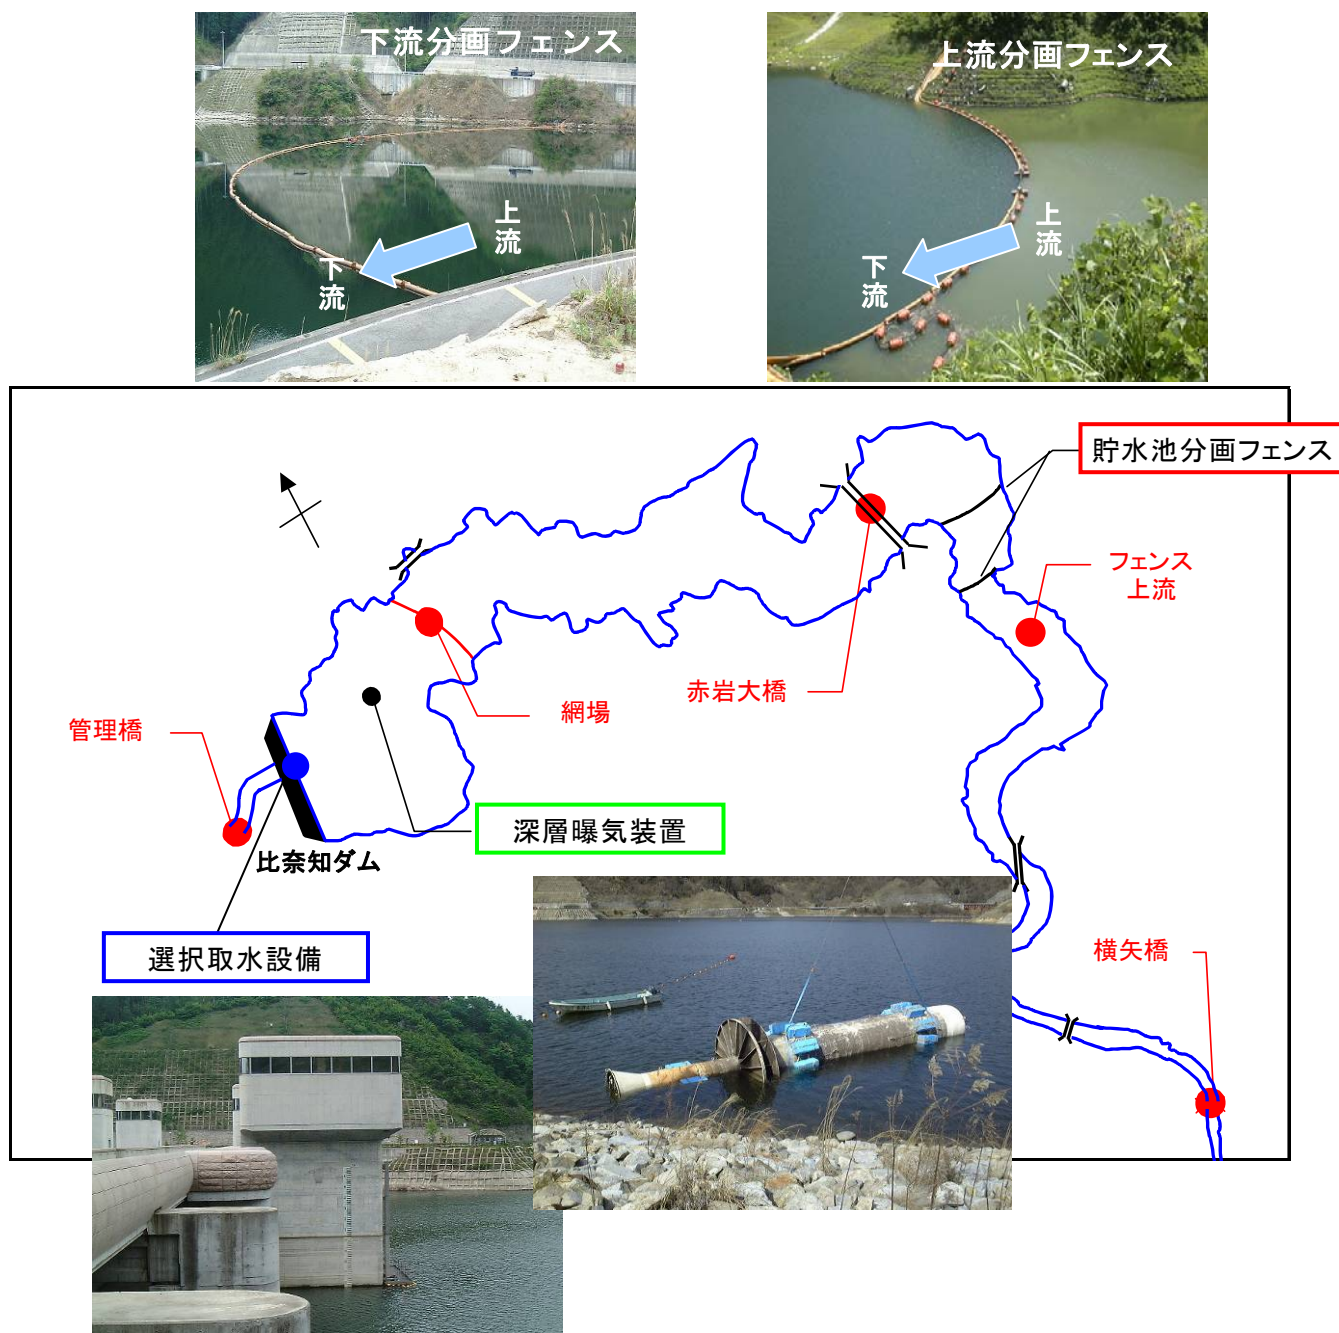 下流分画フェンス
上流
下流
上流分画フェンス
上流
下流
貯水池分画フェンス
フェンス
上流
赤岩大橋
網場
管理橋
深層曝気装置
比奈知ダム
選択取水設備
横矢橋